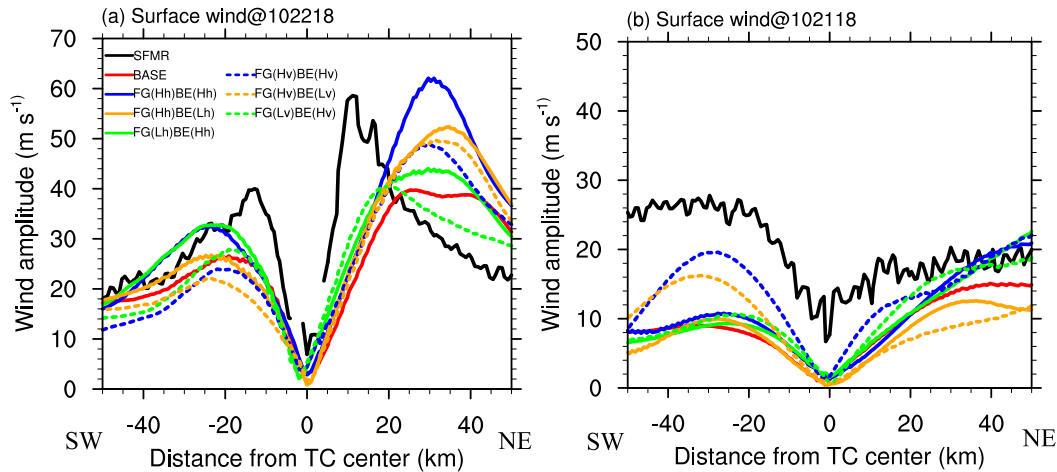 (a) Surface wind@102218
70
60
50
40
30
20
10
0
Wind amplitude (m s⁻¹)
SFMR
BASE
FG(Hh)BE(Hh)
FG(Hh)BE(Lh)
FG(Lh)BE(Hh)
FG(Hv)BE(Hv)
FG(Hv)BE(Lv)
FG(Lv)BE(Hv)
-40 -20 0 20 40
SW NE
Distance from TC center (km)
(b) Surface wind@102118
50
40
30
20
10
0
Wind amplitude (m s⁻¹)
-40 -20 0 20 40
SW NE
Distance from TC center (km)